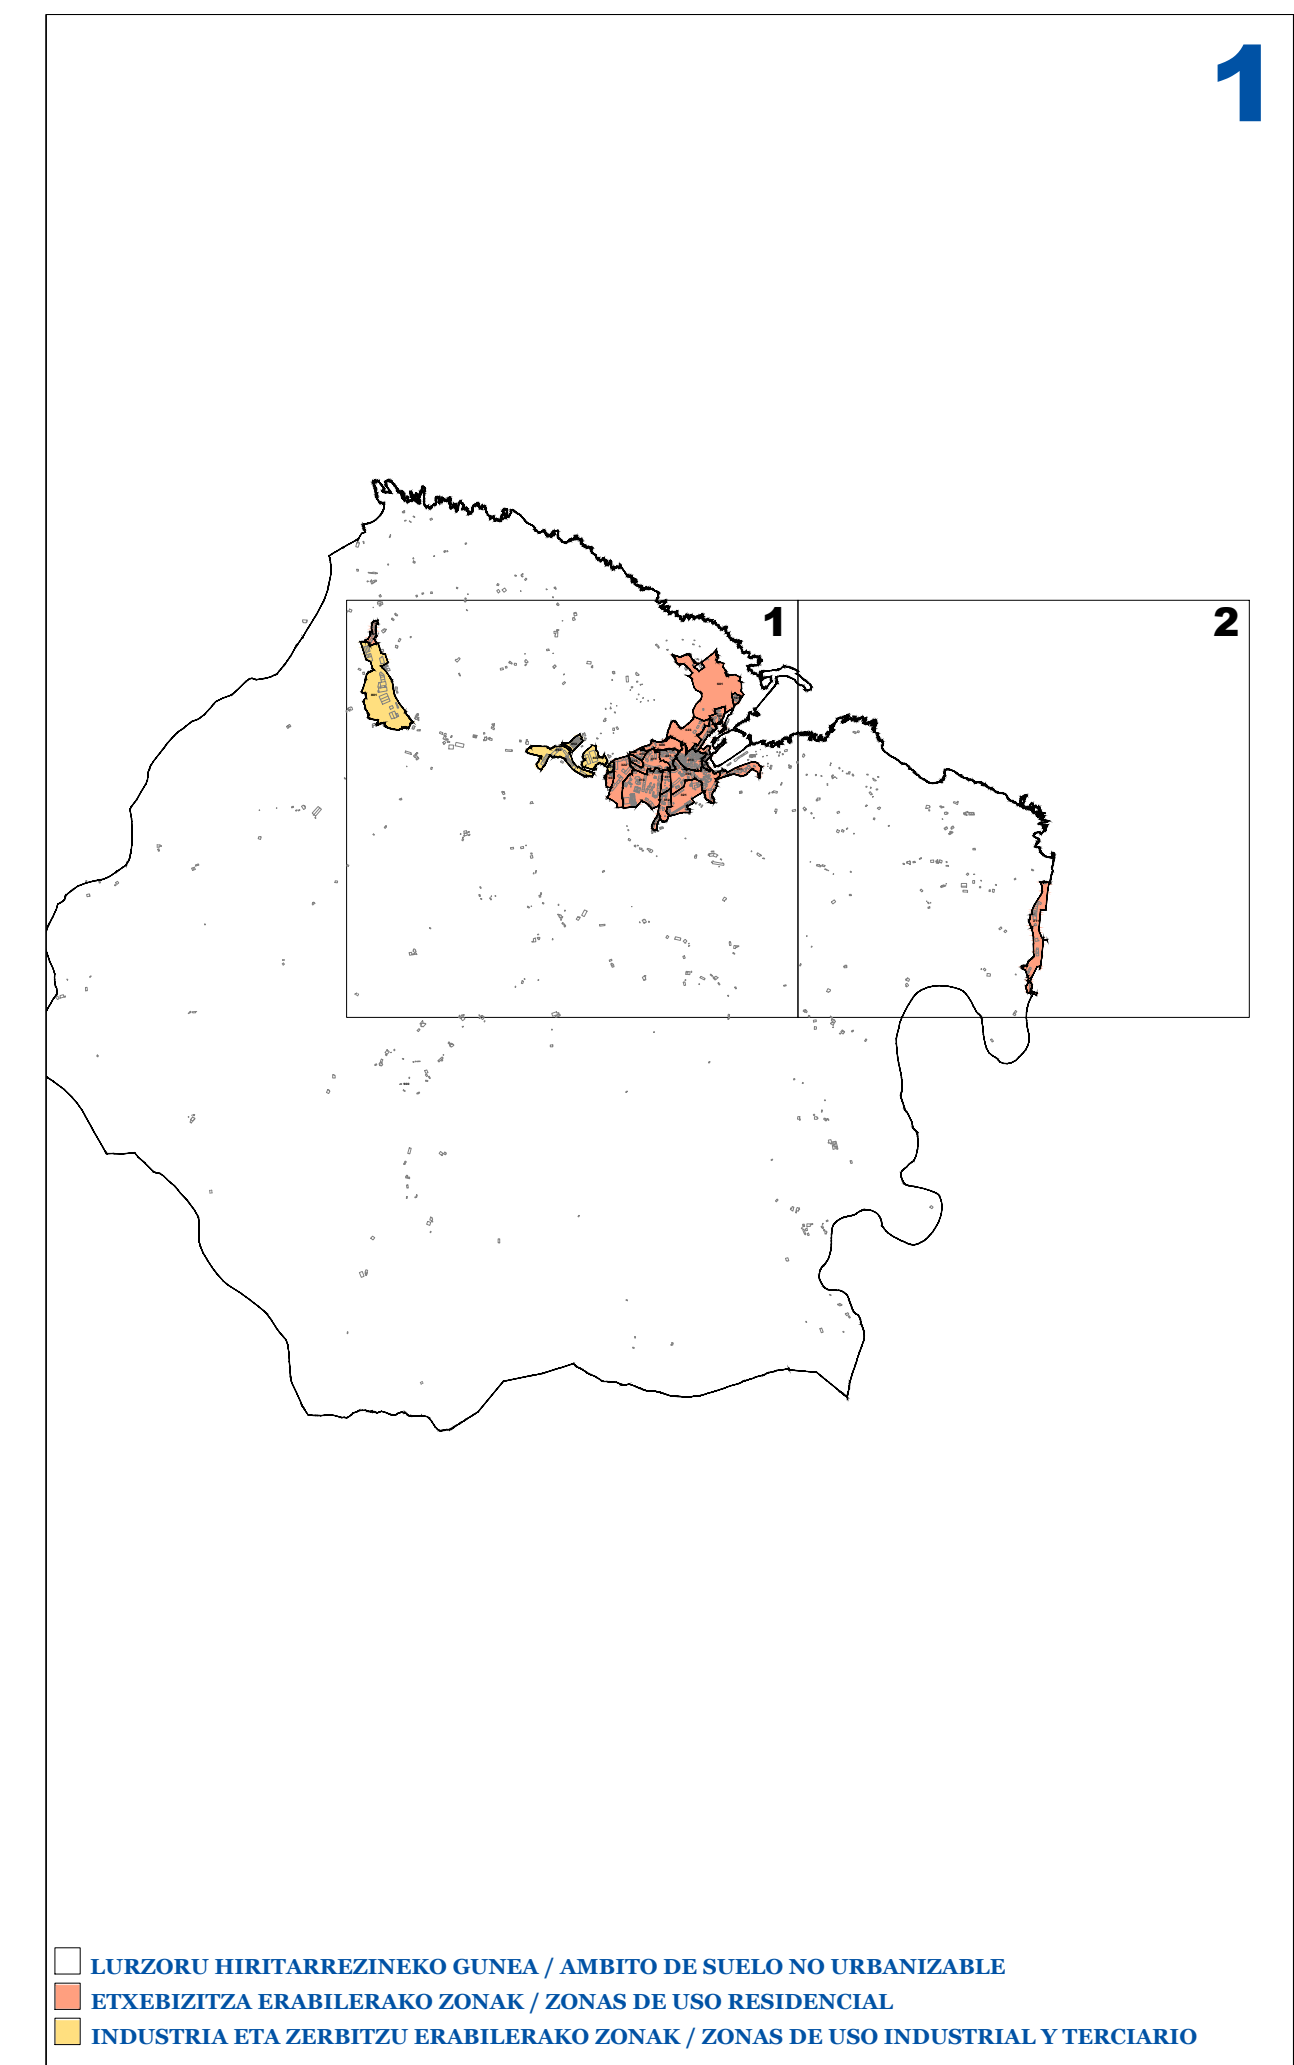 1
1
2
LURZORU HIRITARREZINEKO GUNEA / AMBITO DE SUELO NO URBANIZABLE
ETXEBIZITZA ERABILERAKO ZONAK / ZONAS DE USO RESIDENCIAL
INDUSTRIA ETA ZERBITZU ERABILERAKO ZONAK / ZONAS DE USO INDUSTRIAL Y TERCIARIO